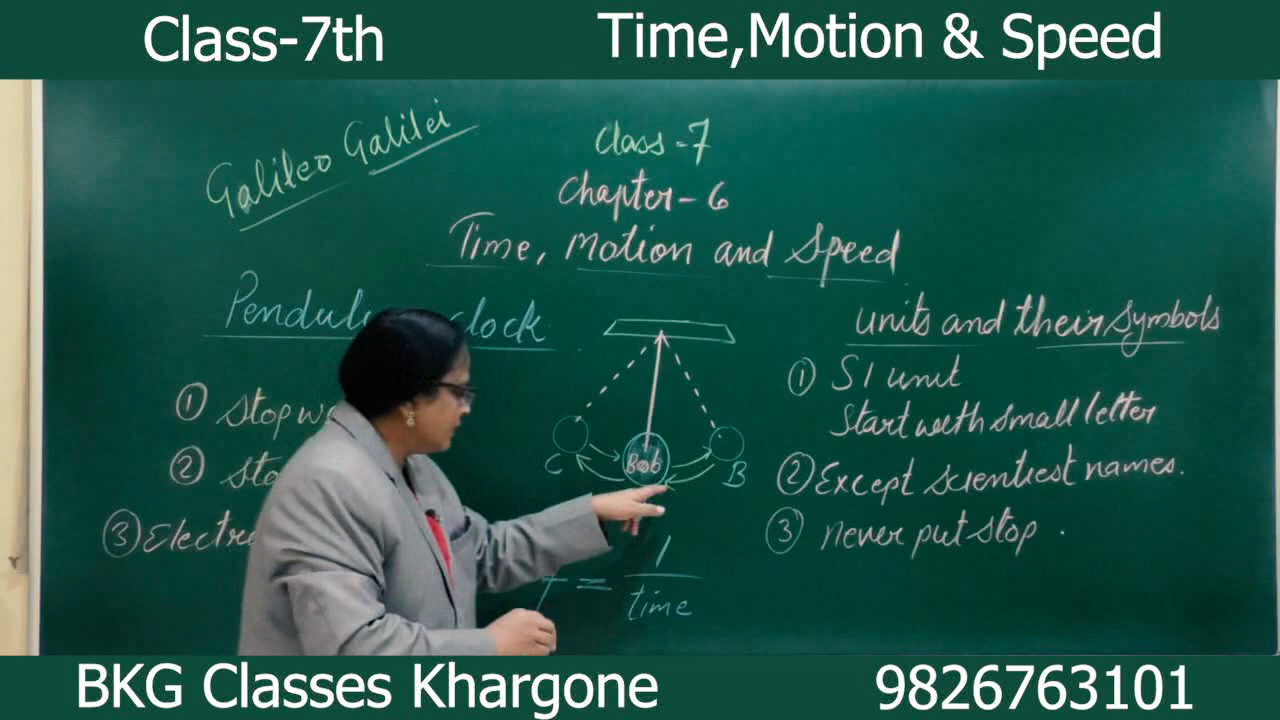 Class-7th
Time,Motion & Speed
Galileo Galilei
Class-7
Chapter-6
Time, Motion and Speed
clock
units and their symbols
① SI unit
Start with small letter
② Except scientiest names.
③ never put stop.
①
②
③
C
Bob
B
T = 1
time
BKG Classes Khargone
9826763101